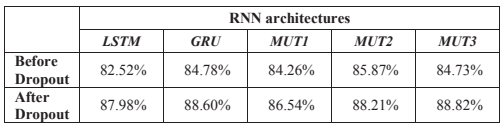 RNN architectures
LSTM GRU MUT1 MUT2 MUT3
Before
Dropout 82.52% 84.78% 84.26% 85.87% 84.73%
After
Dropout 87.98% 88.60% 86.54% 88.21% 88.82%